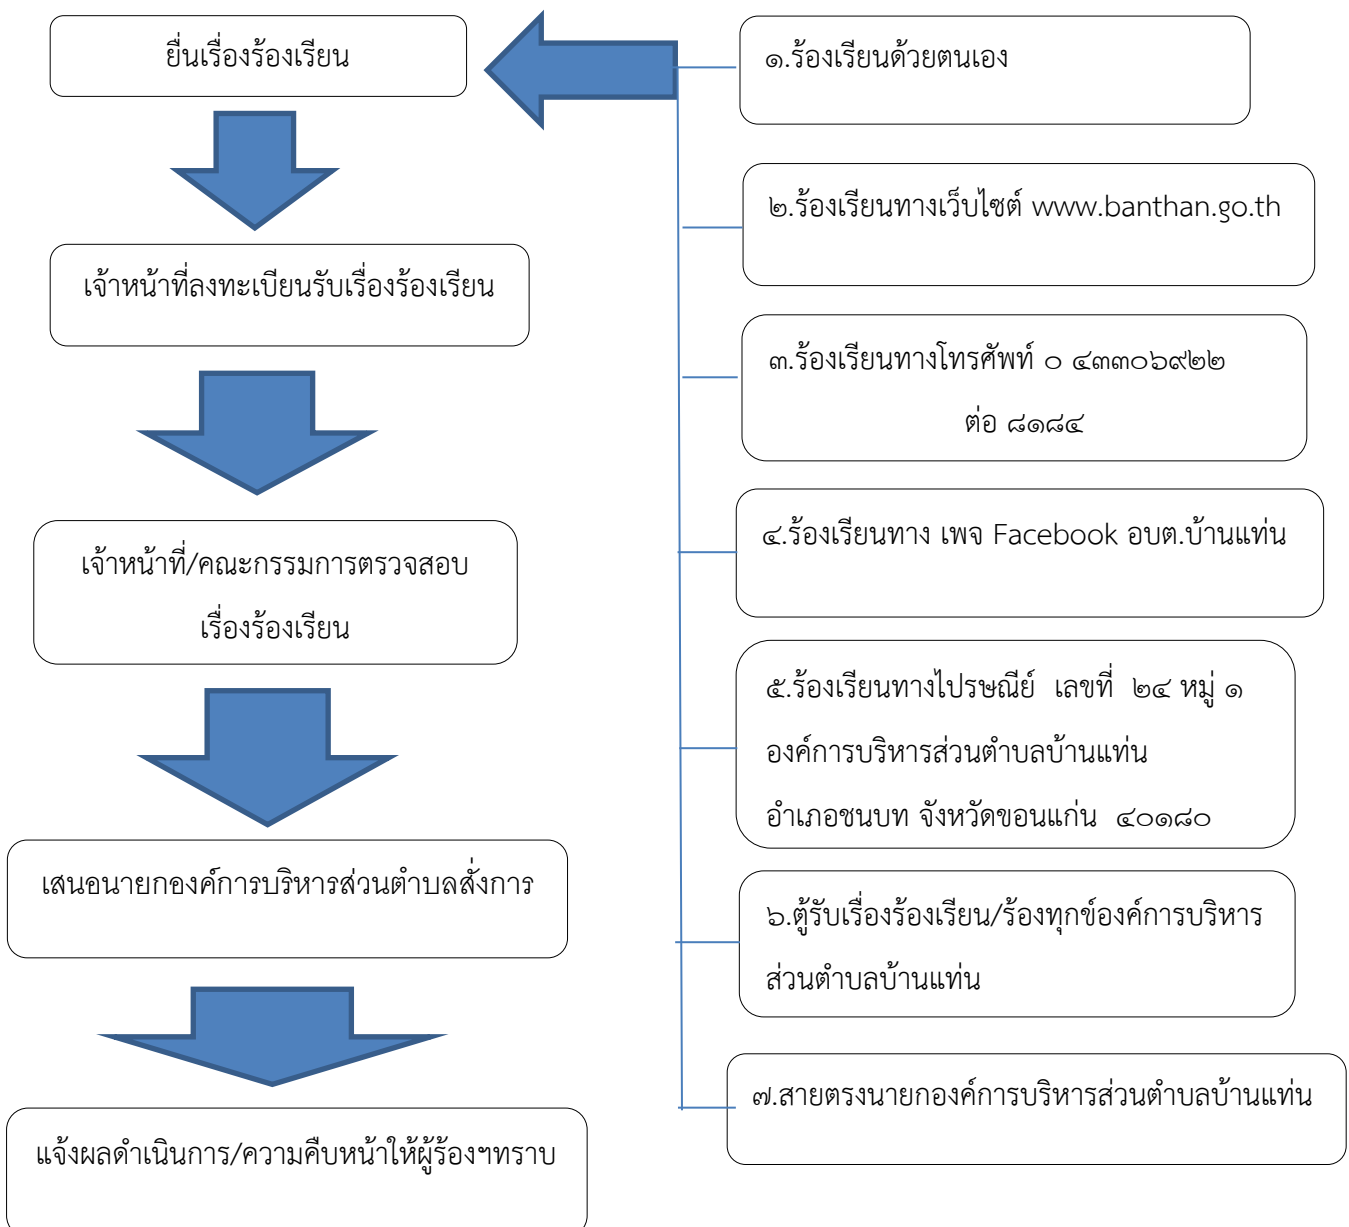 ยื่นเรื่องร้องเรียน
เจ้าหน้าที่ลงทะเบียนรับเรื่องร้องเรียน
เจ้าหน้าที่/คณะกรรมการตรวจสอบ
เรื่องร้องเรียน
เสนอนายกองค์การบริหารส่วนตำบลสั่งการ
แจ้งผลดำเนินการ/ความคืบหน้าให้ผู้ร้องฯทราบ
๑.ร้องเรียนด้วยตนเอง
๒.ร้องเรียนทางเว็บไซต์ www.banthan.go.th
๓.ร้องเรียนทางโทรศัพท์ ๐ ๔๓๓๐๖๙๒๒
ต่อ ๘๑๘๔
๔.ร้องเรียนทาง เพจ Facebook อบต.บ้านแท่น
๕.ร้องเรียนทางไปรษณีย์ เลขที่ ๒๔ หมู่ ๑
องค์การบริหารส่วนตำบลบ้านแท่น
อำเภอชนบท จังหวัดขอนแก่น ๔๐๑๘๐
๖.ตู้รับเรื่องร้องเรียน/ร้องทุกข์องค์การบริหาร
ส่วนตำบลบ้านแท่น
๗.สายตรงนายกองค์การบริหารส่วนตำบลบ้านแท่น